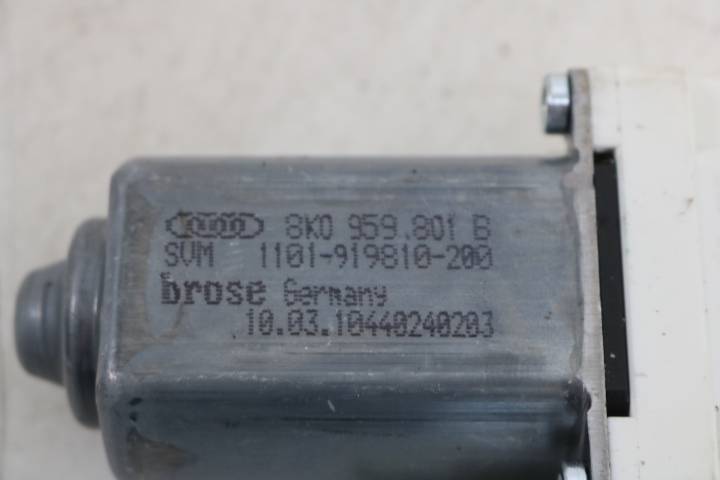 8K0 959.801 B
SVM 1101-919810-200
brose Germany
10.03.10440240203